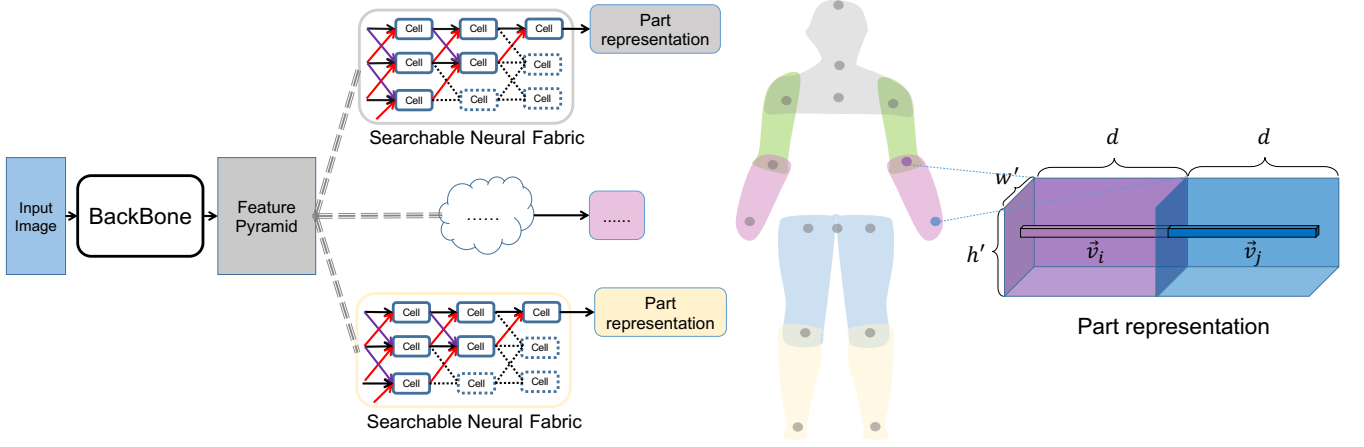 Input
Image
BackBone
Feature
Pyramid
Cell
Cell
Cell
Cell
Cell
Cell
Cell
Cell
Cell
Searchable Neural Fabric
Part
representation
......
......
Cell
Cell
Cell
Cell
Cell
Cell
Cell
Cell
Cell
Searchable Neural Fabric
Part
representation
d
d
w′
h′
v⃗ᵢ
v⃗ⱼ
Part representation